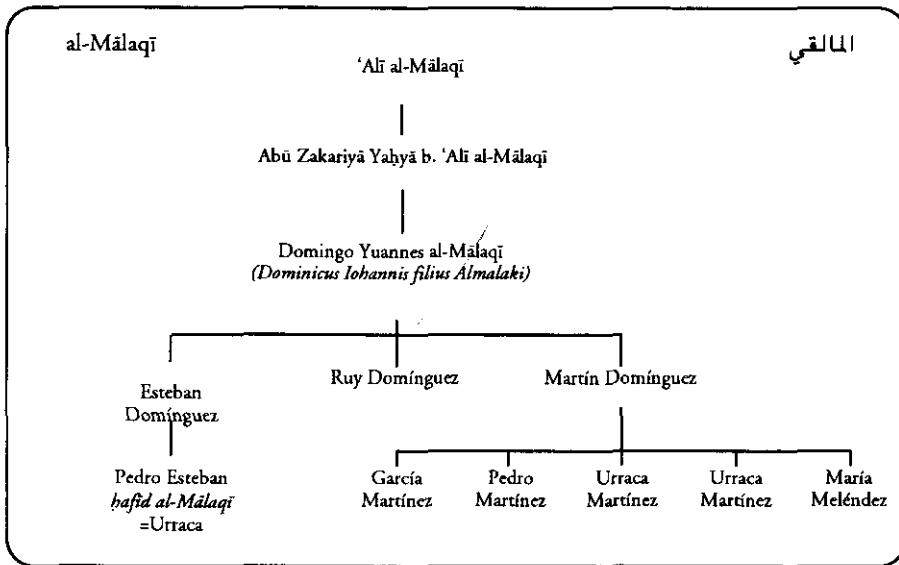 al-Mālaqī
المالقي
‘Alī al-Mālaqī
Abū Zakariyā Yaḥyā b. ‘Alī al-Mālaqī
Domingo Yuannes al-Mālaqī
(Dominicus Iohannis filius Almalaki)
Esteban
Domínguez
Ruy Domínguez
Martín Domínguez
Pedro Esteban
ḥafīd al-Mālaqī
=Urraca
García
Martínez
Pedro
Martínez
Urraca
Martínez
Urraca
Martínez
María
Meléndez